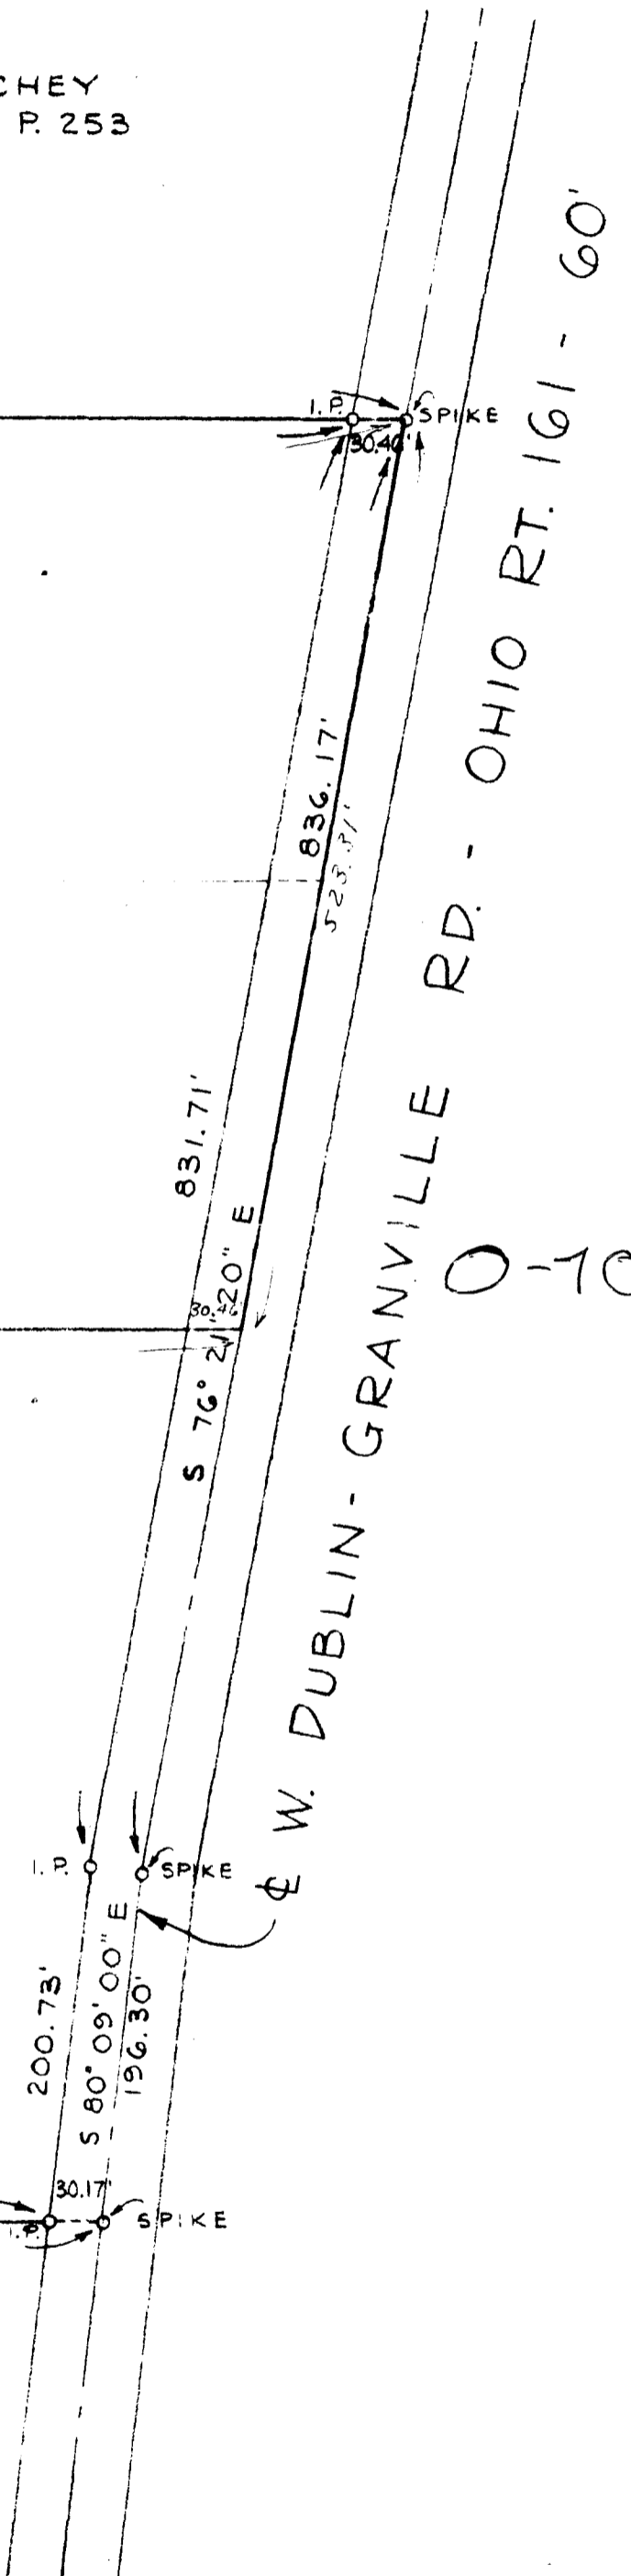 CHEY
P. 253
I. P.
SPIKE
30.46'
836.17'
523.31'
831.71'
S 76° 21' 20" E
30.46'
℄ W. DUBLIN - GRANVILLE RD. - OHIO RT. 161 - 60'
I. P.
SPIKE
200.73'
S 80° 09' 00" E
196.30'
30.17'
I. P.
SPIKE